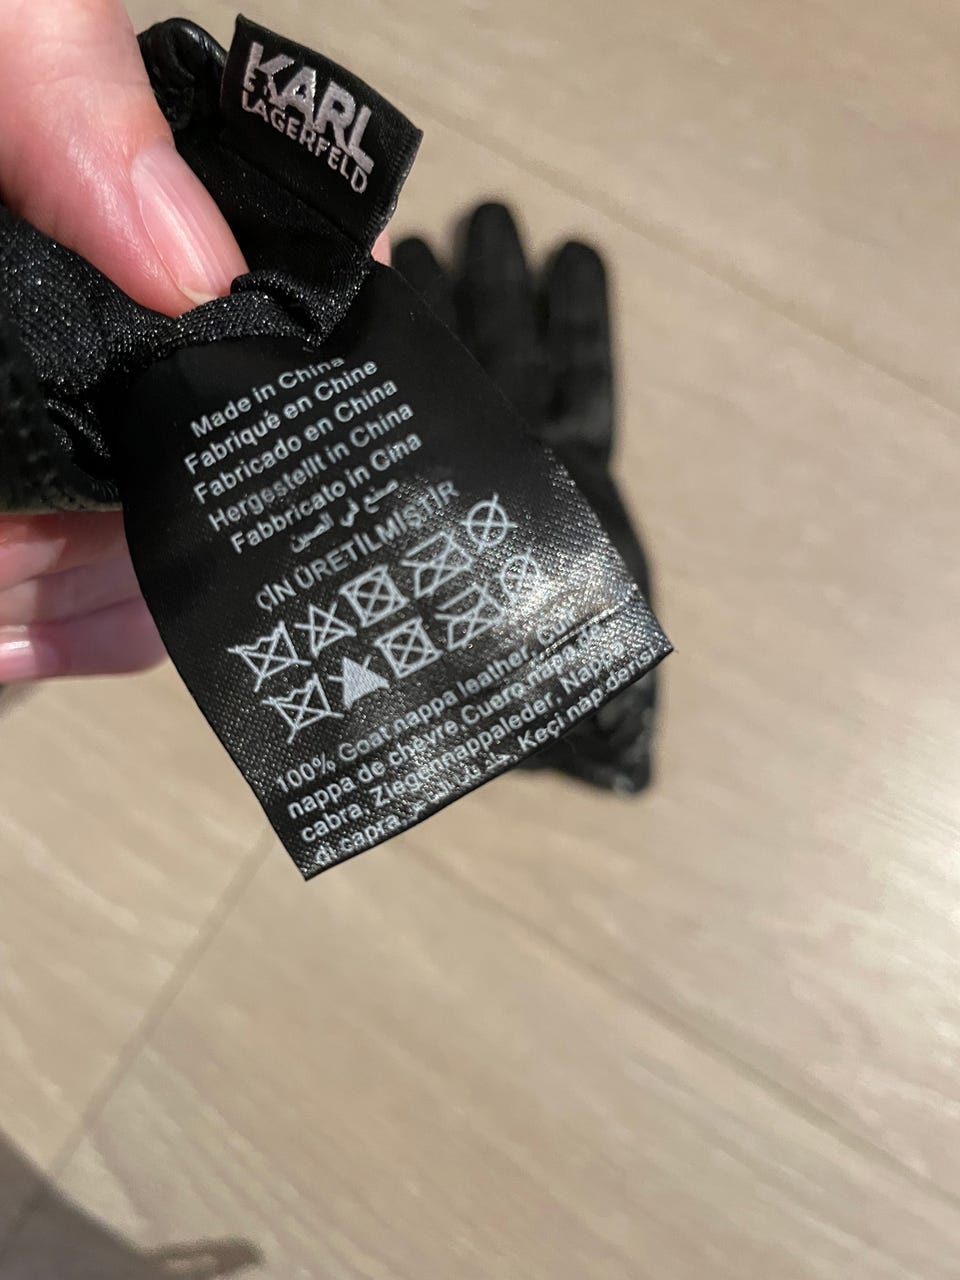 KARL
LAGERFELD
Made in China
Fabriqué en Chine
Fabricado en China
Hergestellt in China
Fabbricato in Cina
صنع في الصين
ÇİN ÜRETİLMİŞTİR
100% Goat nappa leather, Cuir
nappa de chèvre, Cuero napa de
cabra, Ziegennappaleder, Nappa
di capra, Keçi nàp derisi